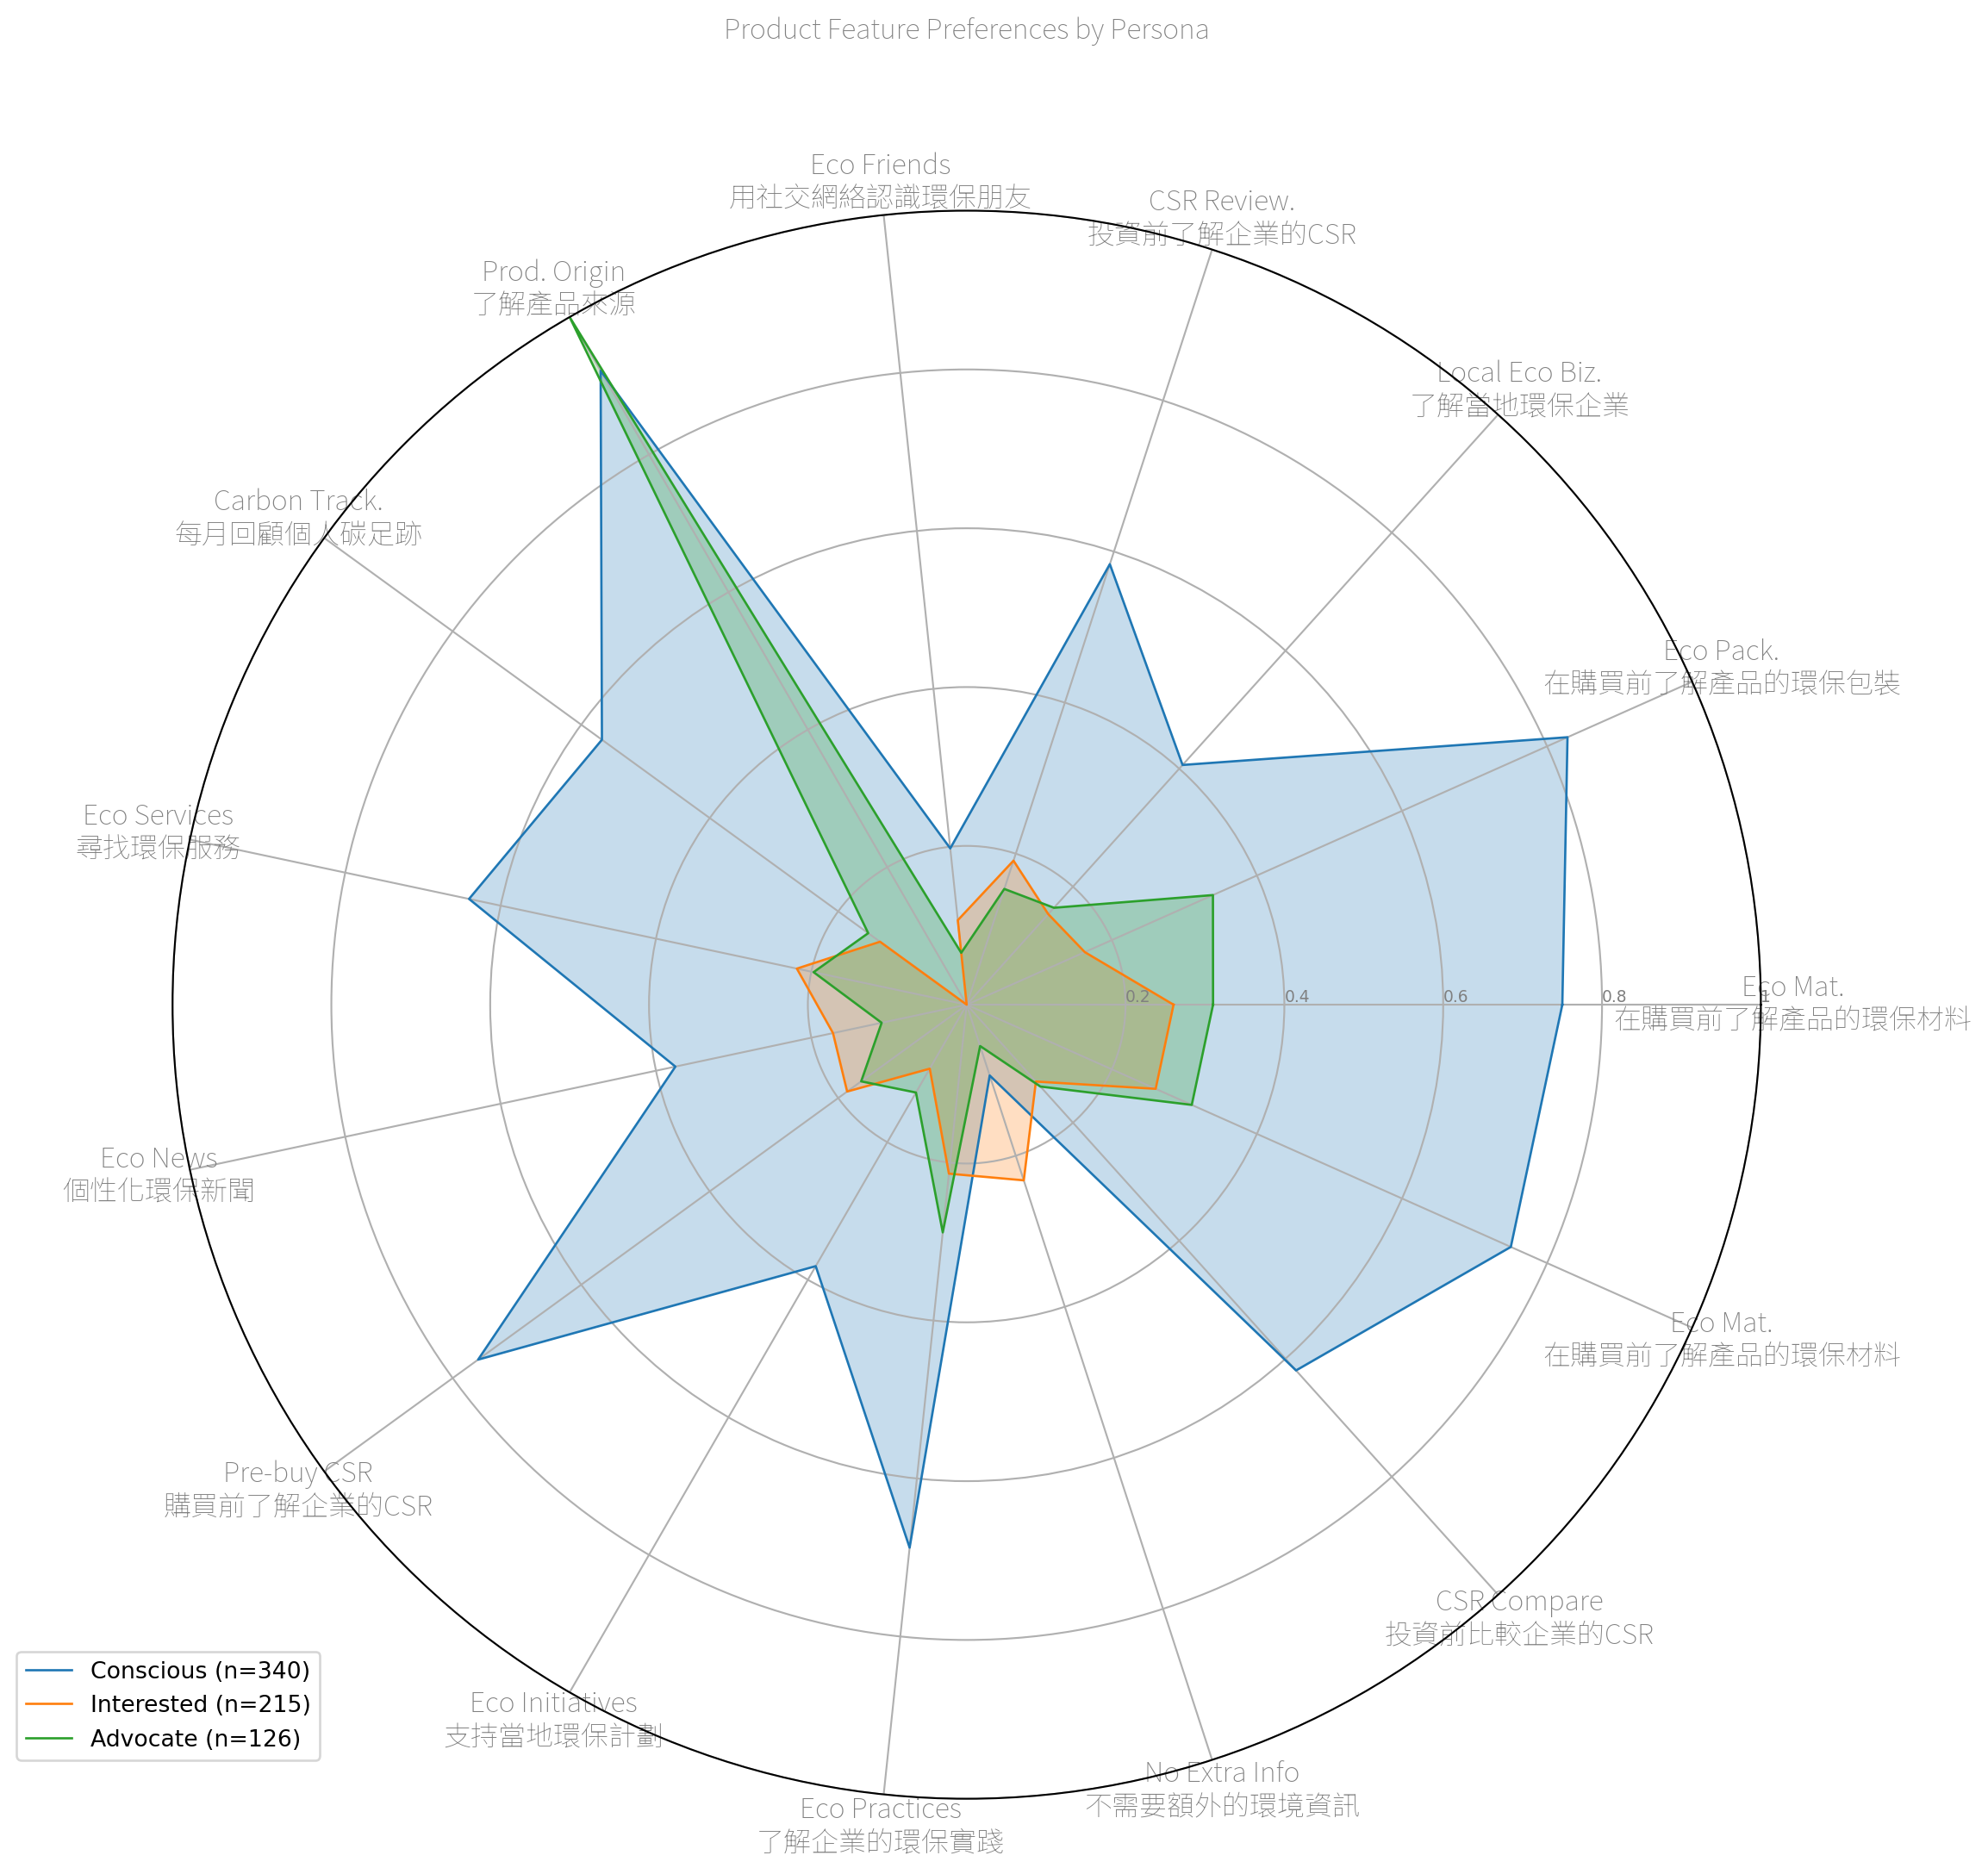 Product Feature Preferences by Persona
Eco Friends
用社交網絡認識環保朋友
CSR Review.
投資前了解企業的CSR
Prod. Origin
了解產品來源
Local Eco Biz.
了解當地環保企業
Carbon Track.
每月回顧個人碳足跡
Eco Pack.
在購買前了解產品的環保包裝
Eco Services
尋找環保服務
Eco Mat.
在購買前了解產品的環保材料
0.2
0.4
0.6
0.8
1
Eco News
個性化環保新聞
Eco Mat.
在購買前了解產品的環保材料
Pre-buy CSR
購買前了解企業的CSR
CSR Compare
投資前比較企業的CSR
Eco Initiatives
支持當地環保計劃
No Extra Info
不需要額外的環境資訊
Eco Practices
了解企業的環保實踐
Conscious (n=340)
Interested (n=215)
Advocate (n=126)